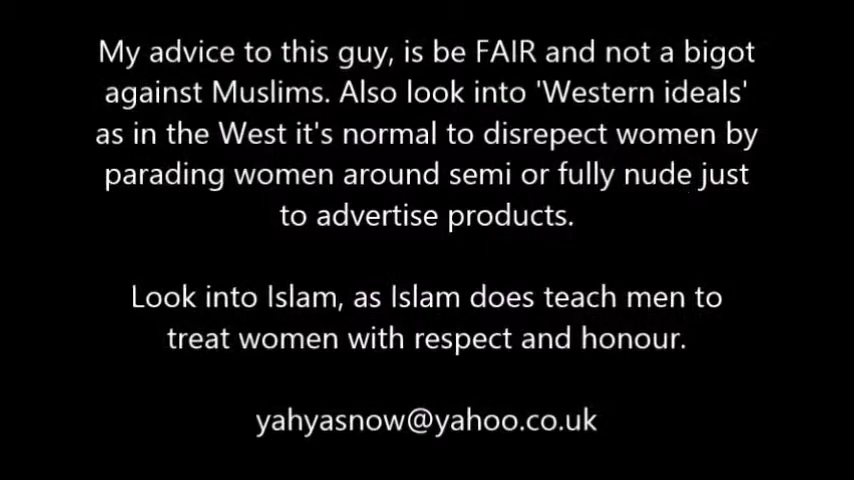 My advice to this guy, is be FAIR and not a bigot
against Muslims. Also look into 'Western ideals'
as in the West it's normal to disrepect women by
parading women around semi or fully nude just
to advertise products.
Look into Islam, as Islam does teach men to
treat women with respect and honour.
yahyasnow@yahoo.co.uk